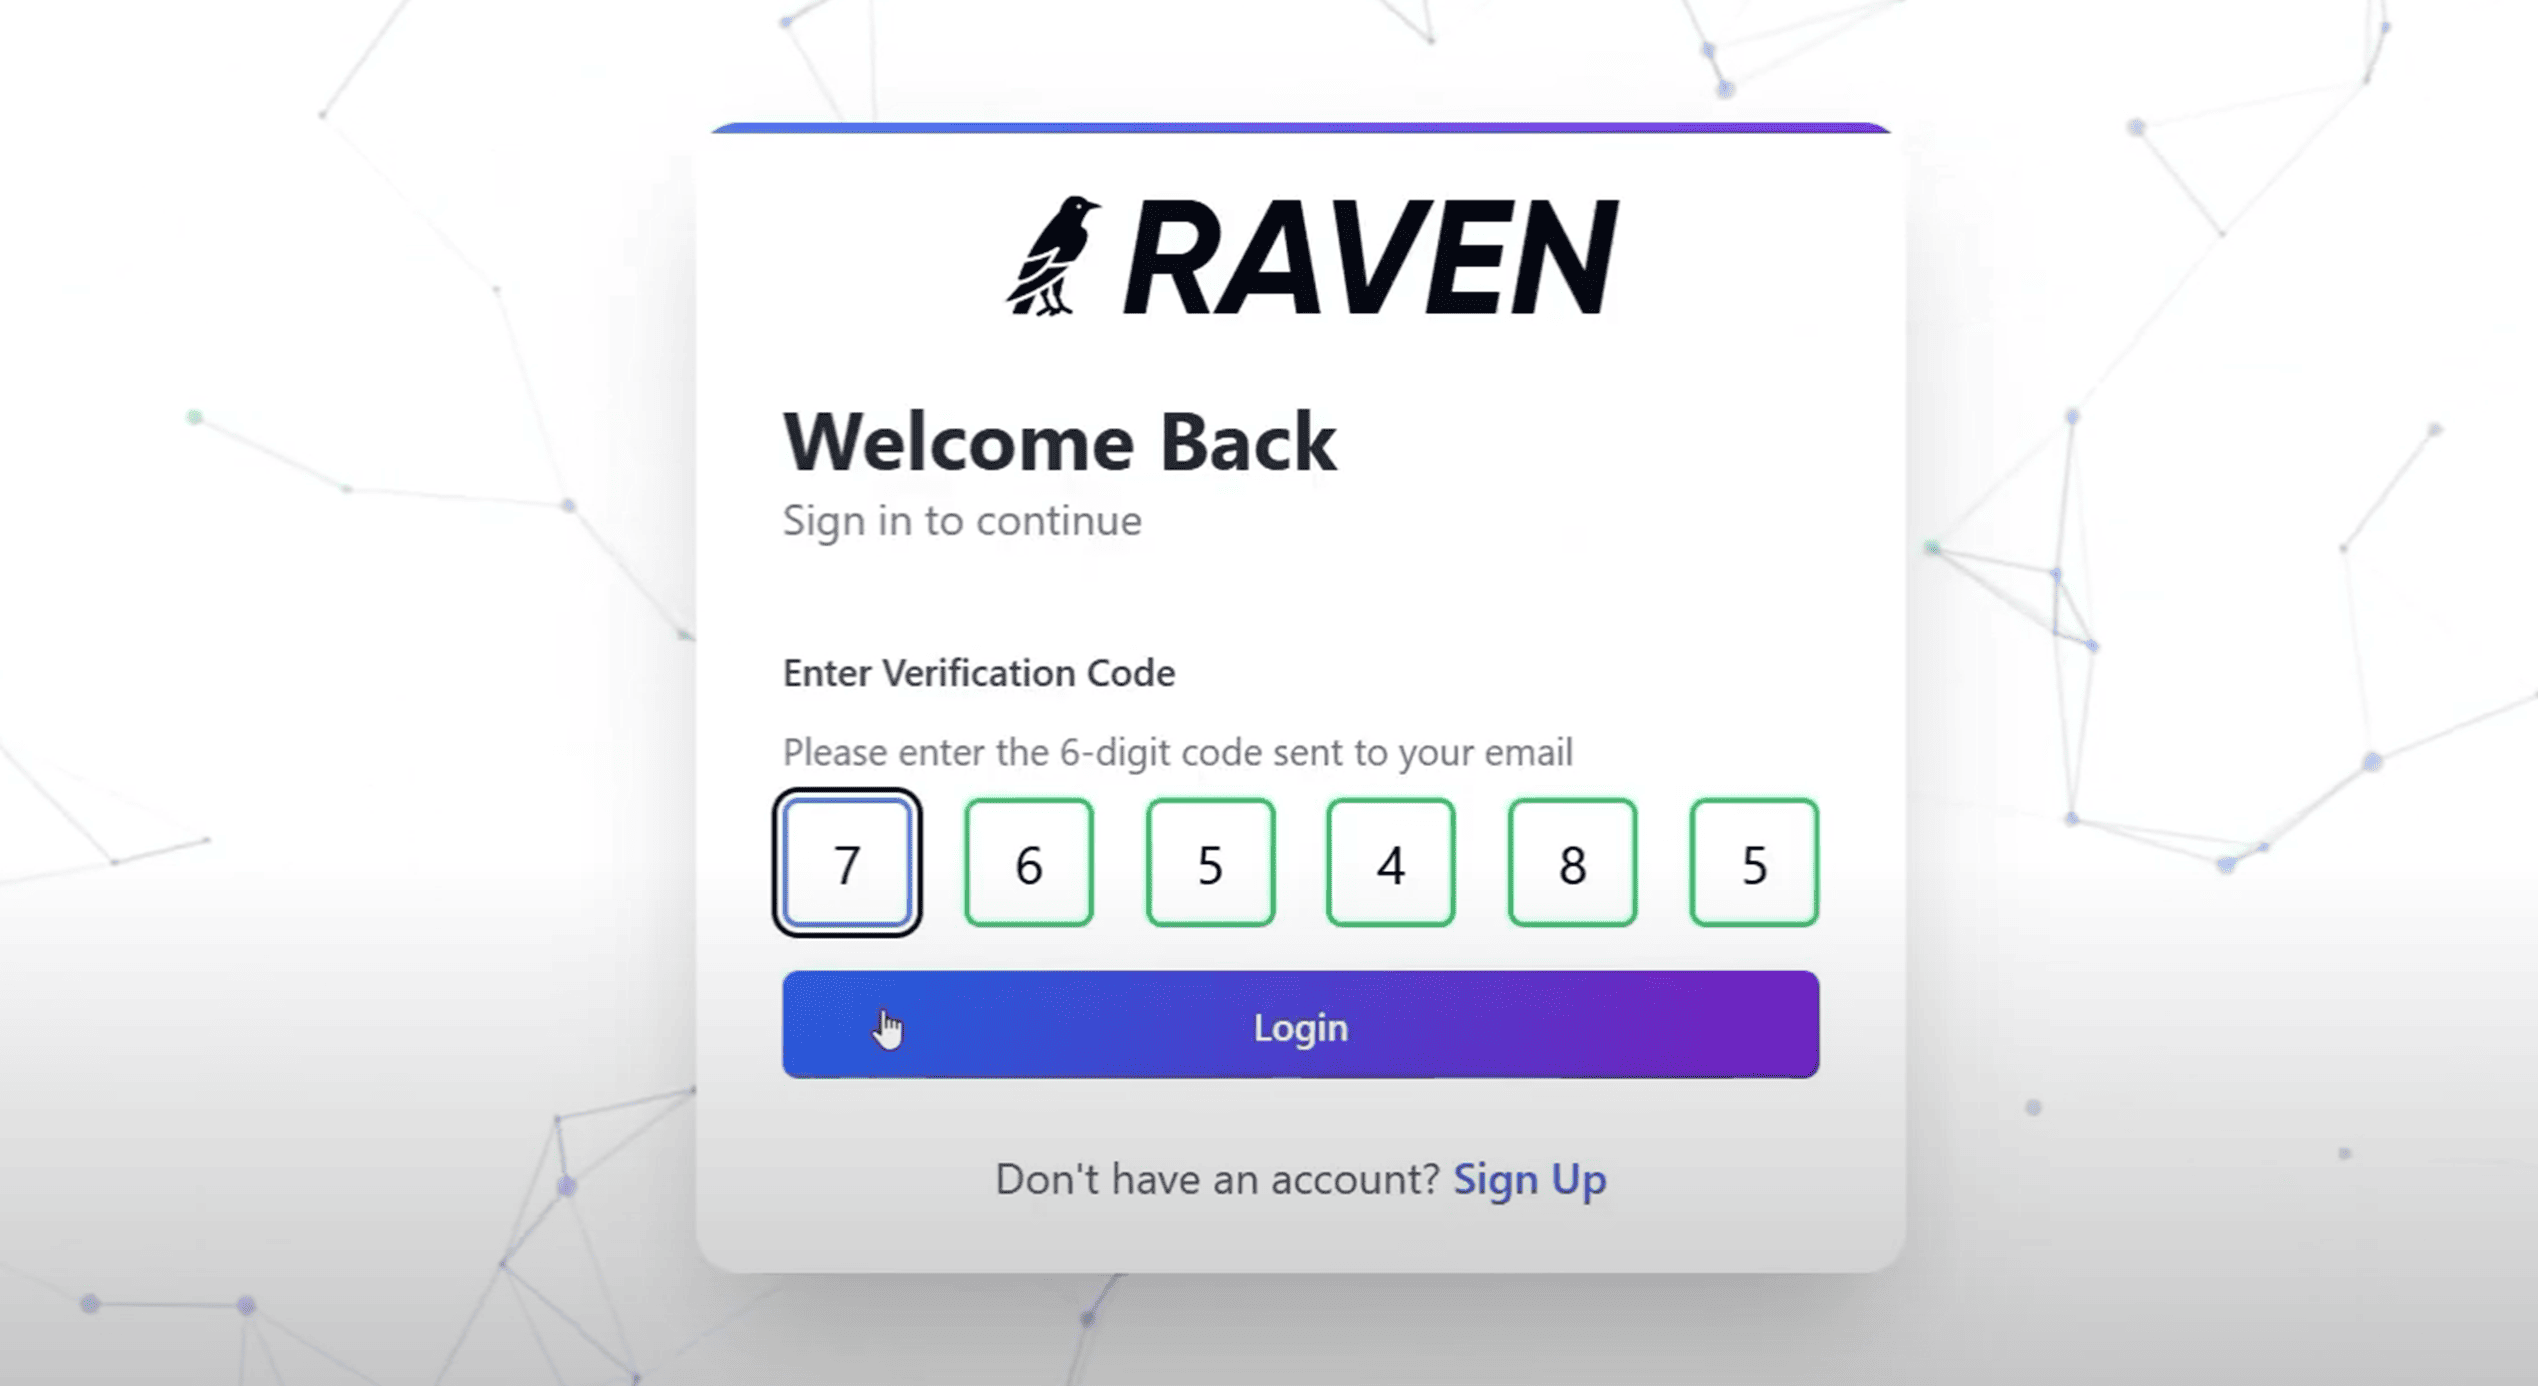 RAVEN
Welcome Back
Sign in to continue
Enter Verification Code
Please enter the 6-digit code sent to your email
7 6 5 4 8 5
Login
Don't have an account? Sign Up